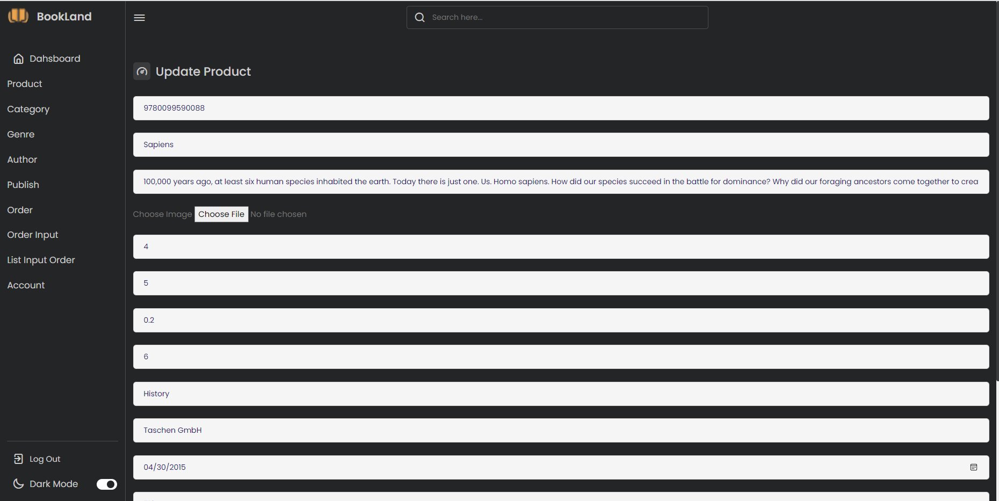 BookLand
Search here...
Dahsboard
Product
Category
Genre
Author
Publish
Order
Order Input
List Input Order
Account
Log Out
Dark Mode
Update Product
9780099590088
Sapiens
100,000 years ago, at least six human species inhabited the earth. Today there is just one. Us. Homo sapiens. How did our species succeed in the battle for dominance? Why did our foraging ancestors come together to crea
Choose Image Choose File No file chosen
4
5
0.2
6
History
Taschen GmbH
04/30/2015